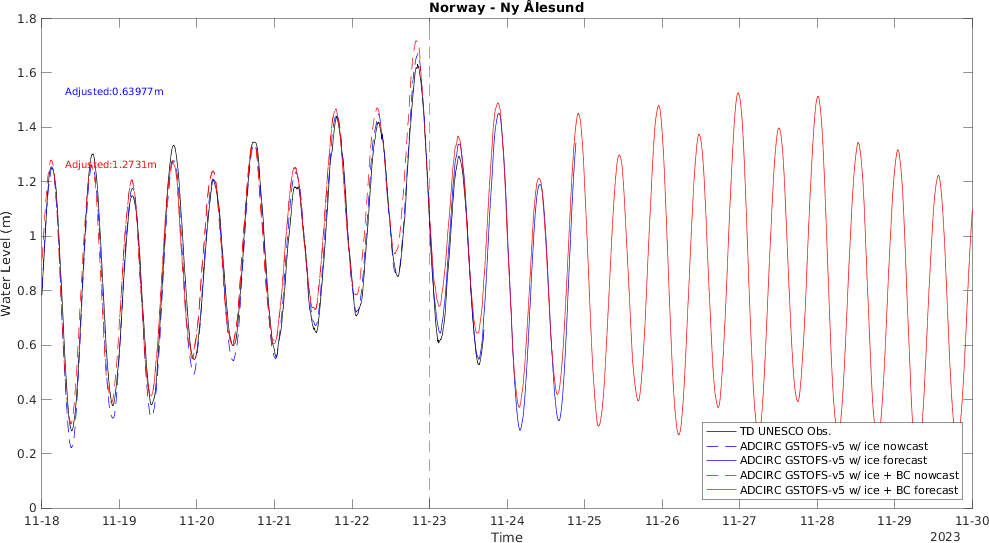 Norway - Ny Ålesund
1.8
1.6
1.4
1.2
1
0.8
0.6
0.4
0.2
0
Water Level (m)
Adjusted:0.63977m
Adjusted:1.2731m
TD UNESCO Obs.
ADCIRC GSTOFS-v5 w/ ice nowcast
ADCIRC GSTOFS-v5 w/ ice forecast
ADCIRC GSTOFS-v5 w/ ice + BC nowcast
ADCIRC GSTOFS-v5 w/ ice + BC forecast
11-18 11-19 11-20 11-21 11-22 11-23 11-24 11-25 11-26 11-27 11-28 11-29 11-30
Time
2023